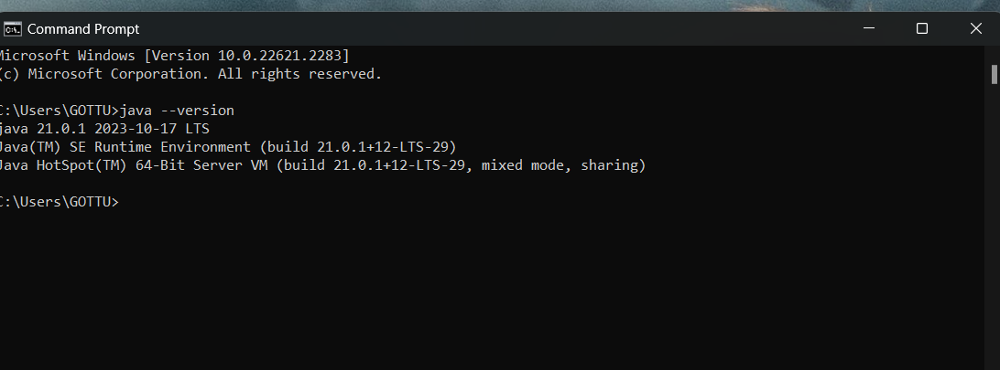 Command Prompt
Microsoft Windows [Version 10.0.22621.2283]
(c) Microsoft Corporation. All rights reserved.
C:\Users\GOTTU>java --version
java 21.0.1 2023-10-17 LTS
Java(TM) SE Runtime Environment (build 21.0.1+12-LTS-29)
Java HotSpot(TM) 64-Bit Server VM (build 21.0.1+12-LTS-29, mixed mode, sharing)
C:\Users\GOTTU>